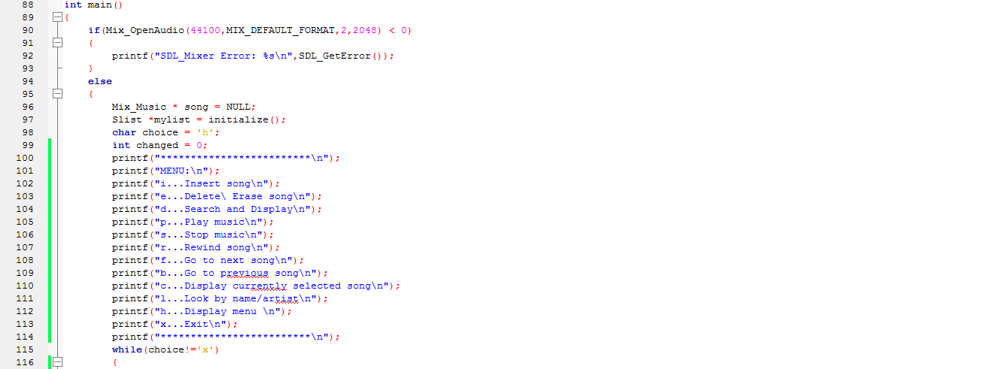 88 int main()
89 {
90 if(Mix_OpenAudio(44100,MIX_DEFAULT_FORMAT,2,2048) < 0)
91 {
92 printf("SDL_Mixer Error: %s\n",SDL_GetError());
93 }
94 else
95 {
96 Mix_Music * song = NULL;
97 Slist *mylist = initialize();
98 char choice = 'h';
99 int changed = 0;
100 printf("*************************\n");
101 printf("MENU:\n");
102 printf("i...Insert song\n");
103 printf("e...Delete\ Erase song\n");
104 printf("d...Search and Display\n");
105 printf("p...Play music\n");
106 printf("s...Stop music\n");
107 printf("r...Rewind song\n");
108 printf("f...Go to next song\n");
109 printf("b...Go to previous song\n");
110 printf("c...Display currently selected song\n");
111 printf("l...Look by name/artist\n");
112 printf("h...Display menu \n");
113 printf("x...Exit\n");
114 printf("*************************\n");
115 while(choice!='x')
116 {